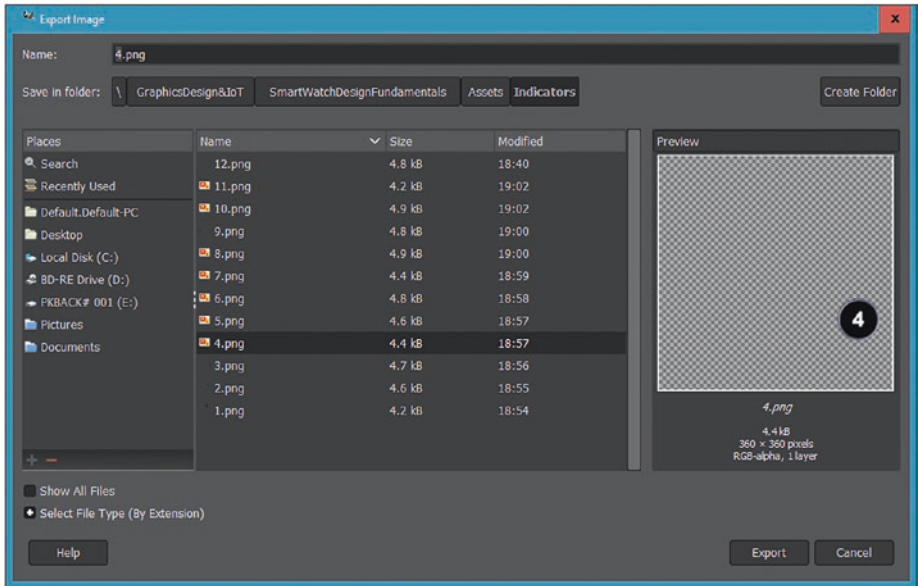 Export Image
x
Name: 4.png
Save in folder: \ GraphicsDesign&IoT SmartWatchDesignFundamentals Assets Indicators Create Folder
Places
Search
Recently Used
Default.Default-PC
Desktop
Local Disk (C:)
BD-RE Drive (D:)
PKBACK# 001 (E:)
Pictures
Documents
Name Size Modified
12.png 4.8 kB 18:40
11.png 4.2 kB 19:02
10.png 4.9 kB 19:02
9.png 4.8 kB 19:00
8.png 4.9 kB 19:00
7.png 4.4 kB 18:59
6.png 4.8 kB 18:58
5.png 4.6 kB 18:57
4.png 4.4 kB 18:57
3.png 4.7 kB 18:56
2.png 4.6 kB 18:55
1.png 4.2 kB 18:54
Preview
4
4.png
4.4 kB
360 × 360 pixels
RGB-alpha, 1 layer
Show All Files
Select File Type (By Extension)
Help Export Cancel